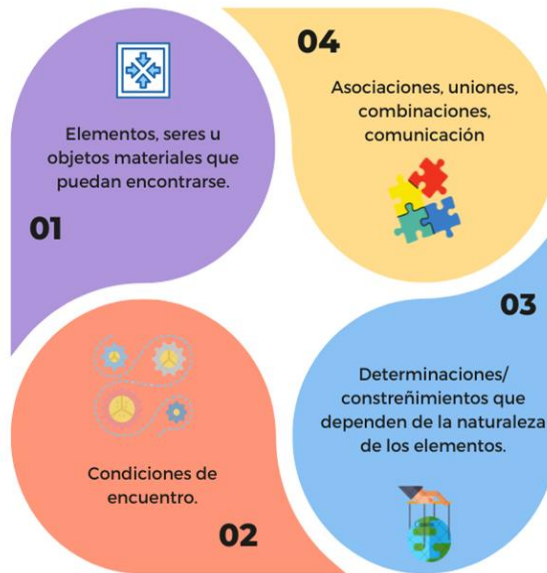 Elementos, seres u
objetos materiales que
puedan encontrarse.
01
Condiciones de
encuentro.
02
03
Determinaciones/
constreñimientos que
dependen de la naturaleza
de los elementos.
04
Asociaciones, uniones,
combinaciones,
comunicación